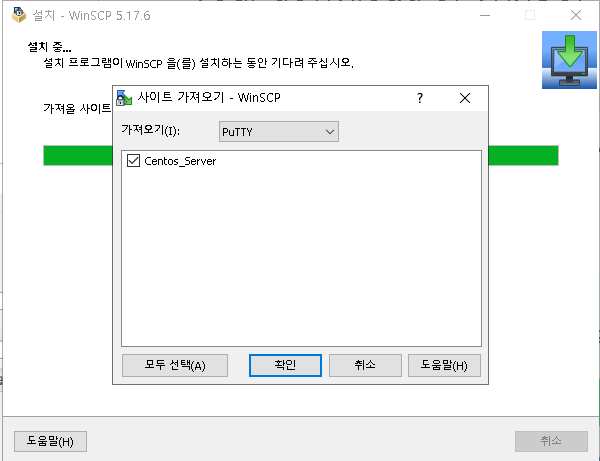 설치 - WinSCP 5.17.6
설치 중...
설치 프로그램이 WinSCP 을(를) 설치하는 동안 기다려 주십시오.
가져올 사이트
사이트 가져오기 - WinSCP
가져오기(I):
PuTTY
Centos_Server
모두 선택(A)
확인
취소
도움말(H)
도움말(H)
취소